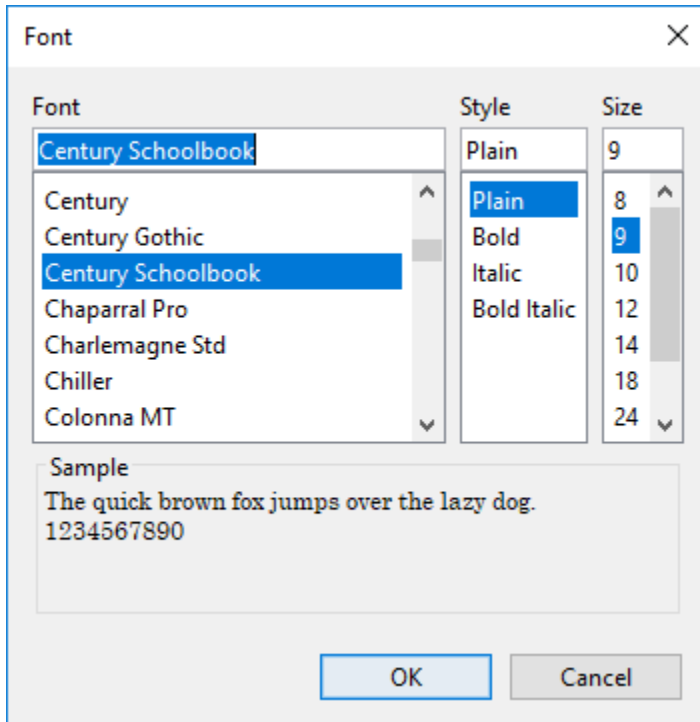 Font
Font Style Size
Century Schoolbook Plain 9
Century Plain 8
Century Gothic Bold 9
Century Schoolbook Italic 10
Chaparral Pro Bold Italic 12
Charlemagne Std 14
Chiller 18
Colonna MT 24
Sample
The quick brown fox jumps over the lazy dog.
1234567890
OK Cancel